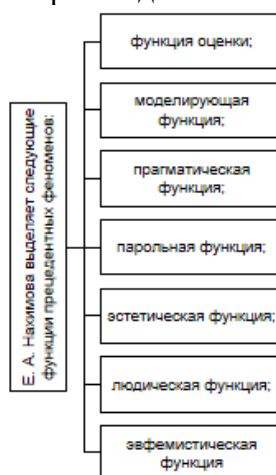 Е. А. Нахимова выделяет следующие
функции прецедентных феноменов:
функция оценки;
моделирующая
функция;
прагматическая
функция;
парольная функция;
эстетическая функция;
людическая функция;
эвфемистическая
функция